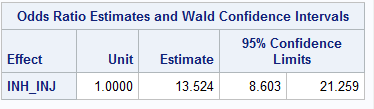 Odds Ratio Estimates and Wald Confidence Intervals
Effect Unit Estimate 95% Confidence Limits
INH_INJ 1.0000 13.524 8.603 21.259